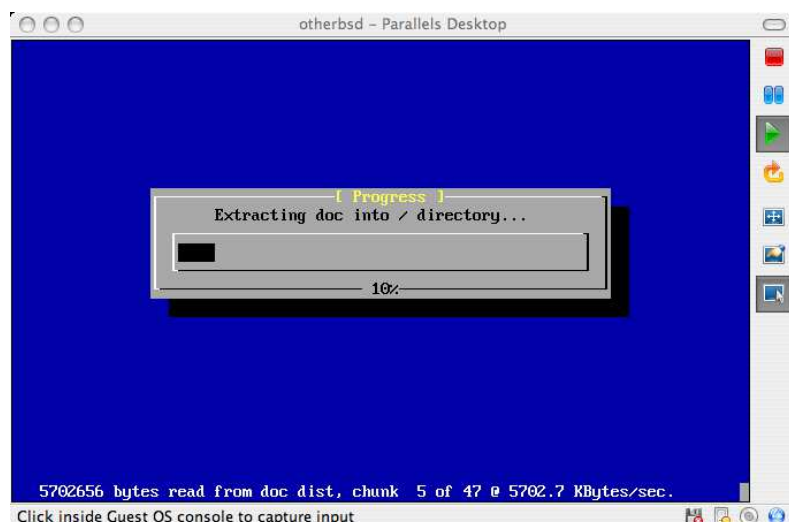 otherbsd - Parallels Desktop
[ Progress ]
Extracting doc into / directory...
10%
5702656 bytes read from doc dist, chunk  5 of 47 @ 5702.7 KBytes/sec.
Click inside Guest OS console to capture input